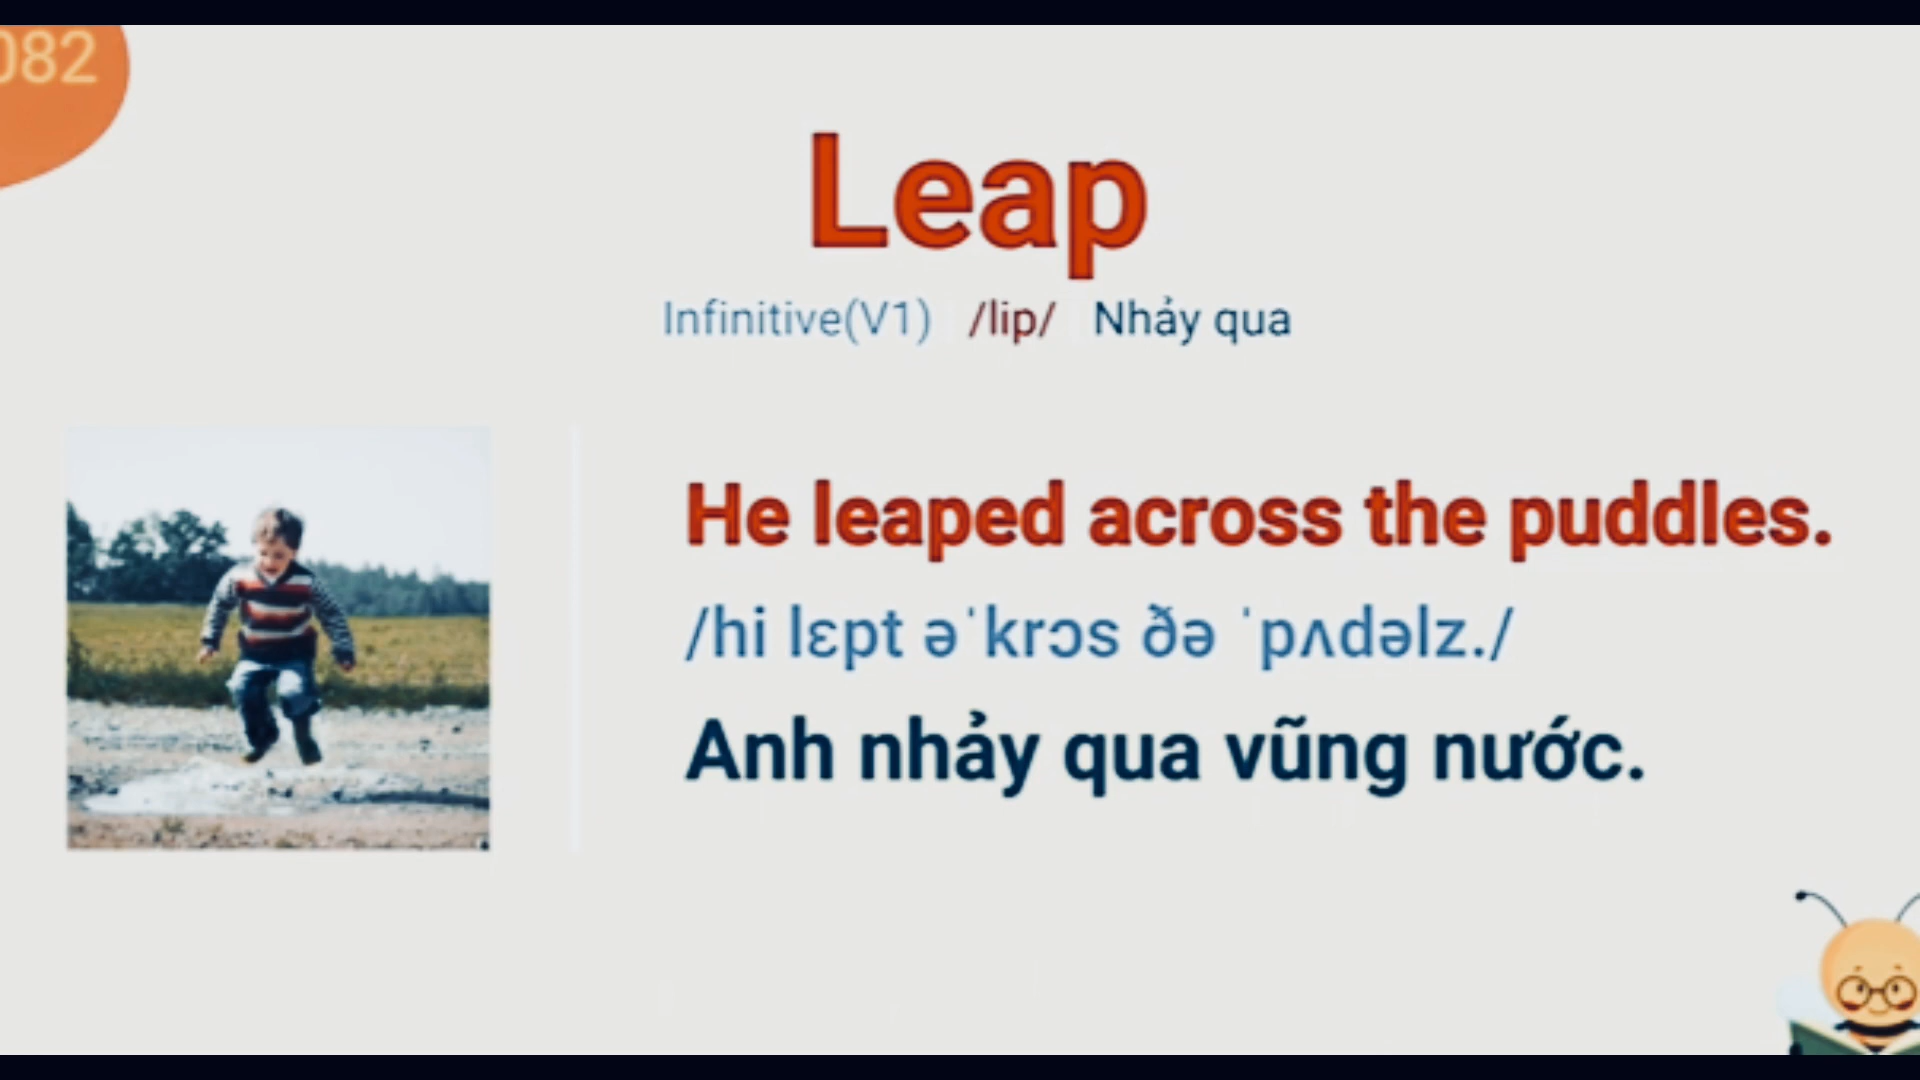 082
Leap
Infinitive(V1) /lip/ Nhảy qua
He leaped across the puddles.
/hi lɛpt əˈkrɔs ðə ˈpʌdəlz./
Anh nhảy qua vũng nước.